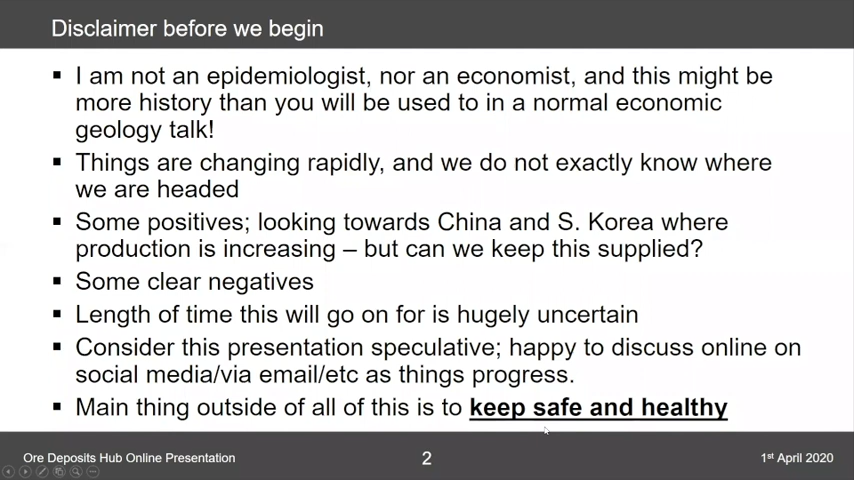 Disclaimer before we begin
▪ I am not an epidemiologist, nor an economist, and this might be
more history than you will be used to in a normal economic
geology talk!
▪ Things are changing rapidly, and we do not exactly know where
we are headed
▪ Some positives; looking towards China and S. Korea where
production is increasing – but can we keep this supplied?
▪ Some clear negatives
▪ Length of time this will go on for is hugely uncertain
▪ Consider this presentation speculative; happy to discuss online on
social media/via email/etc as things progress.
▪ Main thing outside of all of this is to keep safe and healthy
Ore Deposits Hub Online Presentation
2
1st April 2020